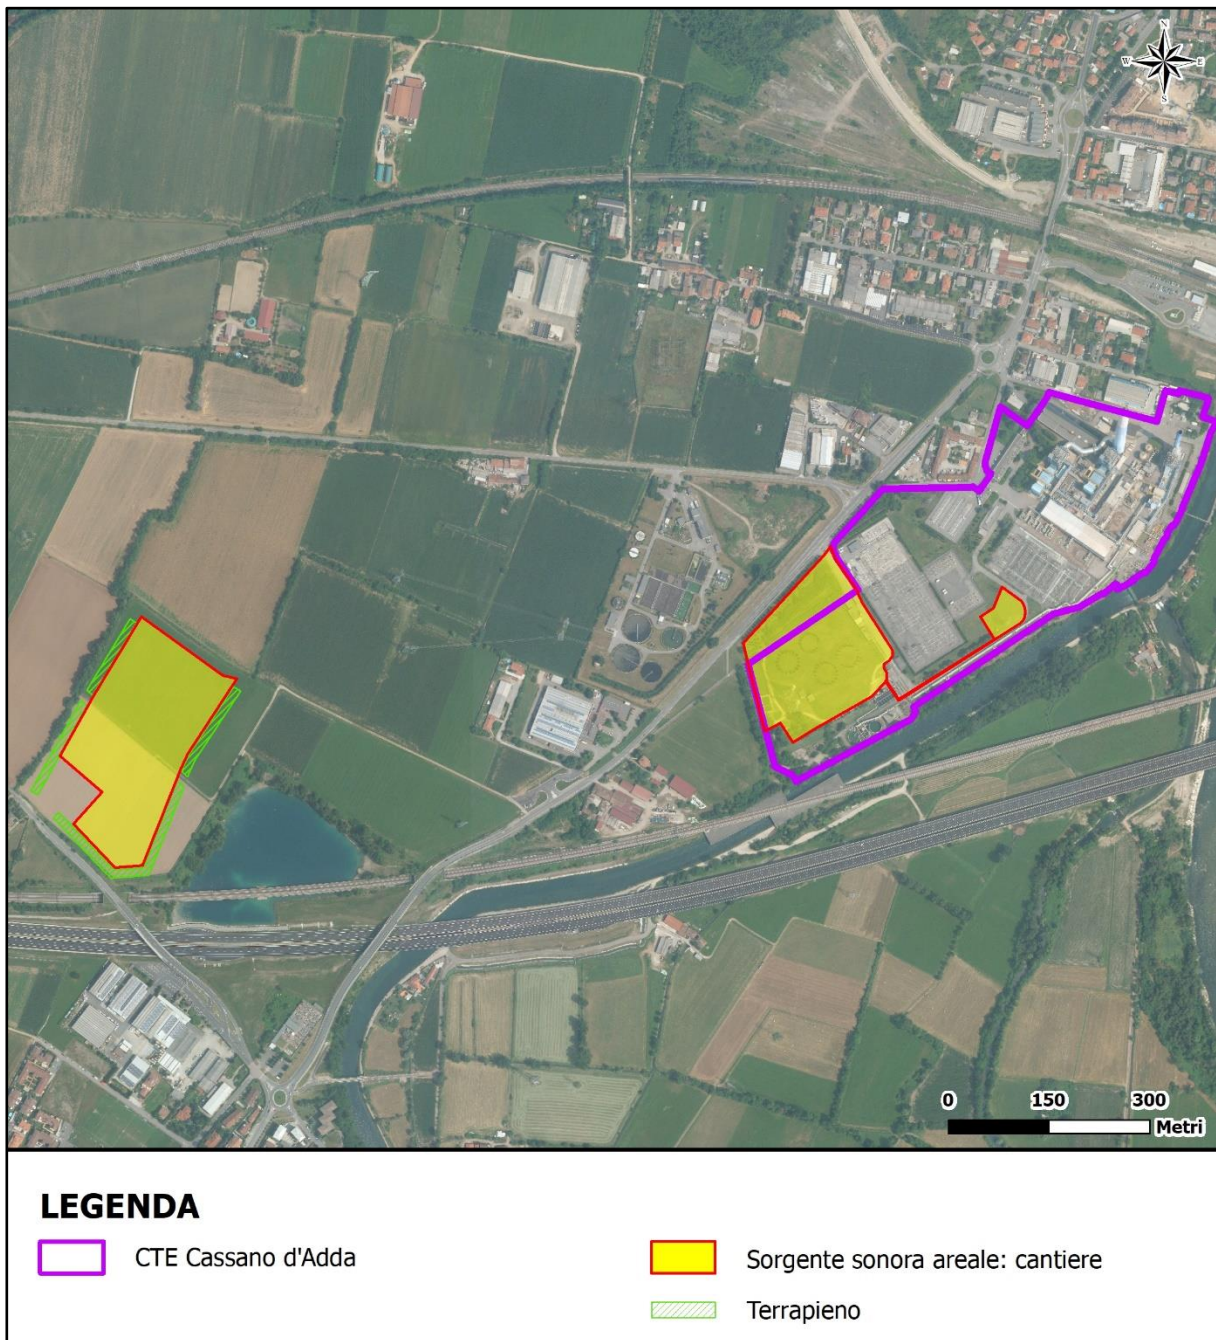 N
W E
S
0 150 300
Metri
LEGENDA
CTE Cassano d'Adda
Sorgente sonora areale: cantiere
Terrapieno